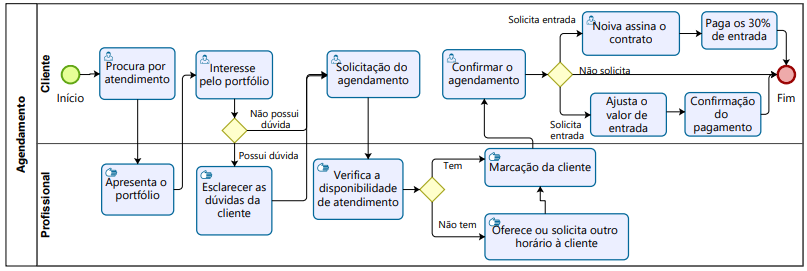 Agendamento
Cliente
Profissional
Início
Procura por
atendimento
Apresenta o
portfólio
Interesse
pelo portfólio
Não possui
dúvida
Possui dúvida
Esclarecer as
dúvidas da
cliente
Solicitação do
agendamento
Verifica a
disponibilidade
de atendimento
Tem
Não tem
Marcação da cliente
Oferece ou solicita outro
horário à cliente
Confirmar o
agendamento
Solicita entrada
Noiva assina o
contrato
Paga os 30%
de entrada
Não solicita
Solicita
entrada
Ajusta o
valor de
entrada
Confirmação
do
pagamento
Fim